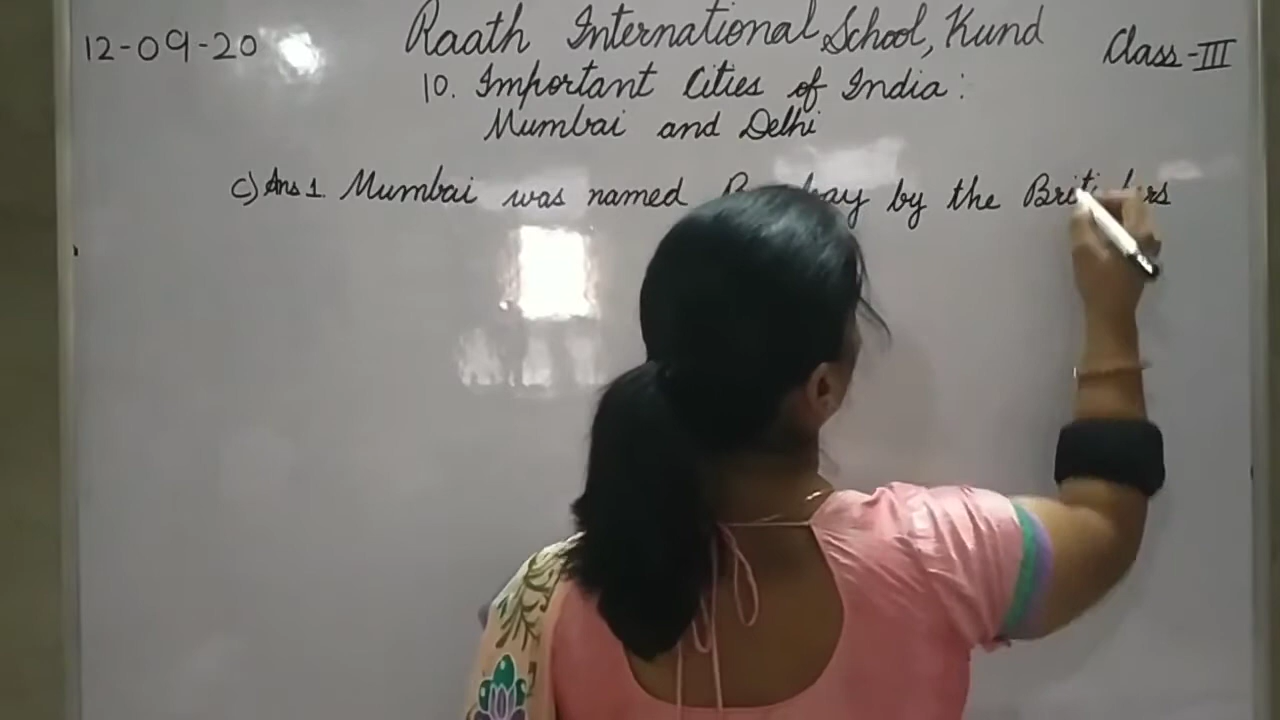 12-09-20 Raath International School, Kund Class-III
10. Important Cities of India:
Mumbai and Delhi
c) Ans 1 Mumbai was named by the